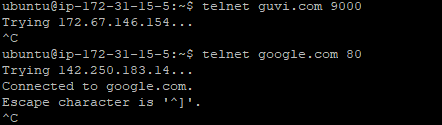 ubuntu@ip-172-31-15-5:~$ telnet guvi.com 9000
Trying 172.67.146.154...
^C
ubuntu@ip-172-31-15-5:~$ telnet google.com 80
Trying 142.250.183.14...
Connected to google.com.
Escape character is '^]'.
^C